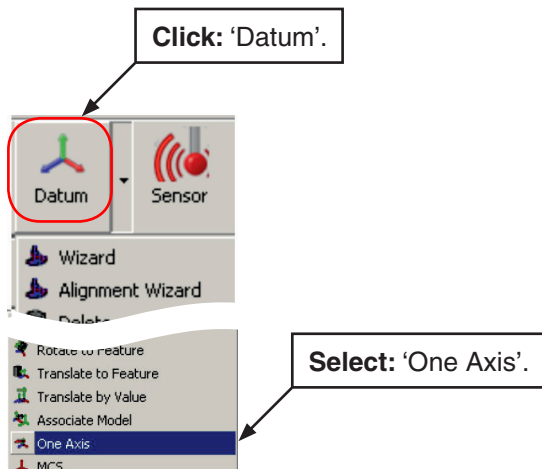 Click: ‘Datum’.
Datum
Sensor
Wizard
Alignment Wizard
Delete
Rotate to Feature
Translate to Feature
Translate by Value
Associate Model
One Axis
Select: ‘One Axis’.
MCS